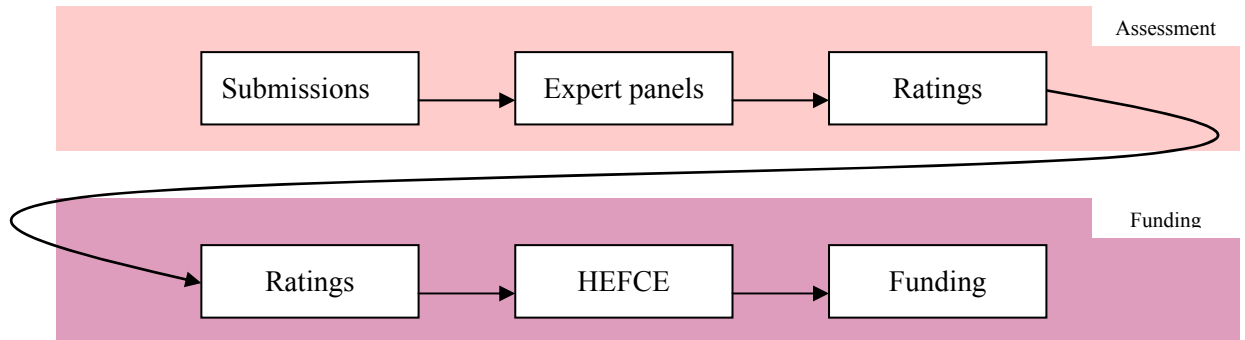 Assessment
Submissions
Expert panels
Ratings
Funding
Ratings
HEFCE
Funding